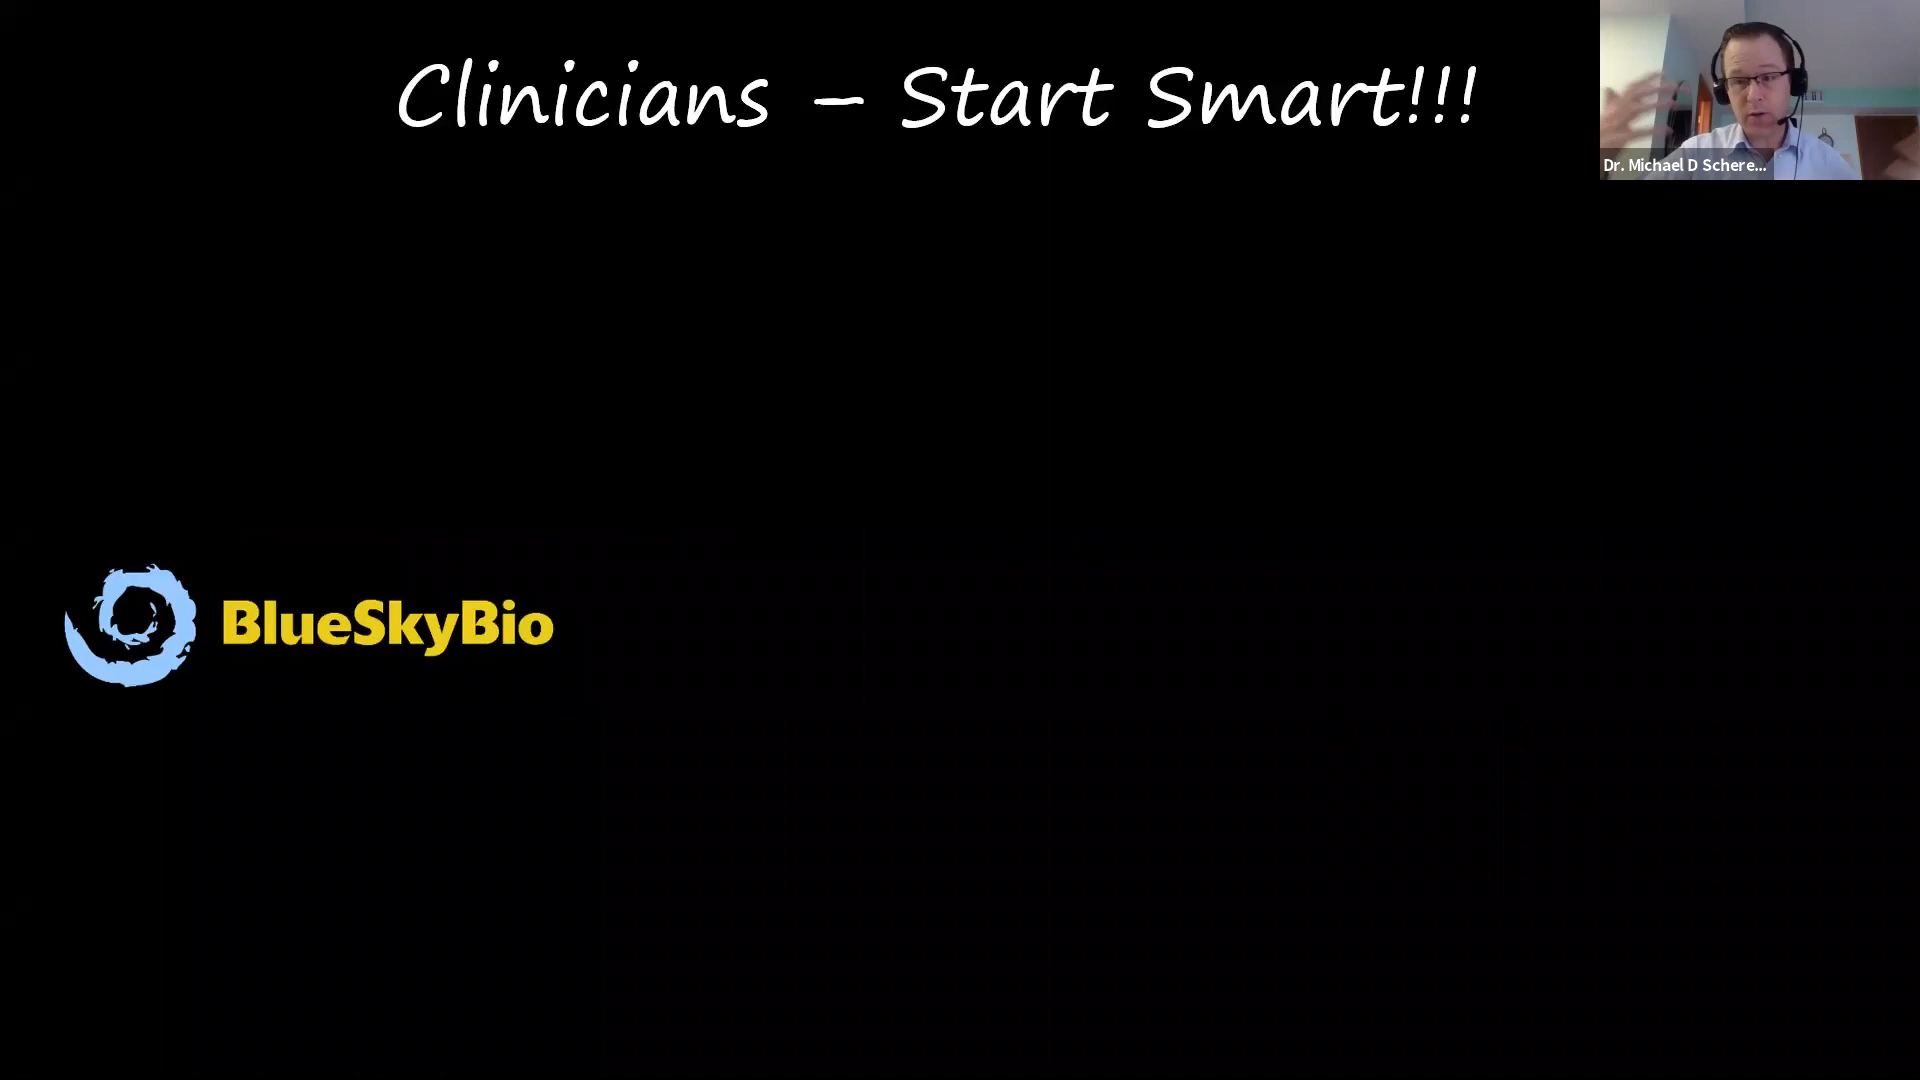 Clinicians – Start Smart!!!
Dr. Michael D Schere...
BlueSkyBio